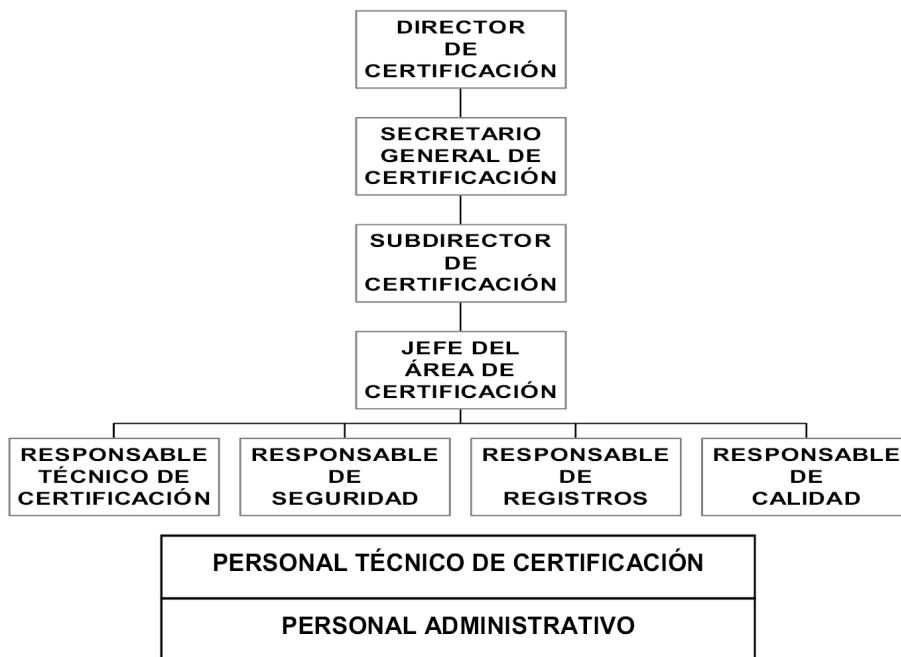 DIRECTOR
DE
CERTIFICACIÓN
SECRETARIO
GENERAL DE
CERTIFICACIÓN
SUBDIRECTOR
DE
CERTIFICACIÓN
JEFE DEL
ÁREA DE
CERTIFICACIÓN
RESPONSABLE
TÉCNICO DE
CERTIFICACIÓN
RESPONSABLE
DE
SEGURIDAD
RESPONSABLE
DE
REGISTROS
RESPONSABLE
DE
CALIDAD
PERSONAL TÉCNICO DE CERTIFICACIÓN
PERSONAL ADMINISTRATIVO